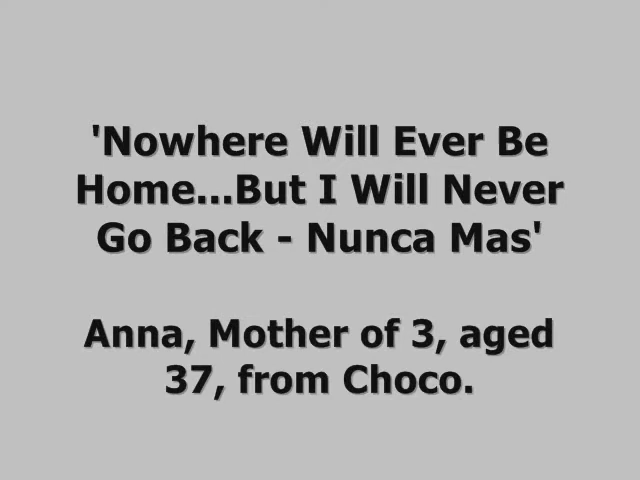 'Nowhere Will Ever Be
Home...But I Will Never
Go Back - Nunca Mas'
Anna, Mother of 3, aged
37, from Choco.